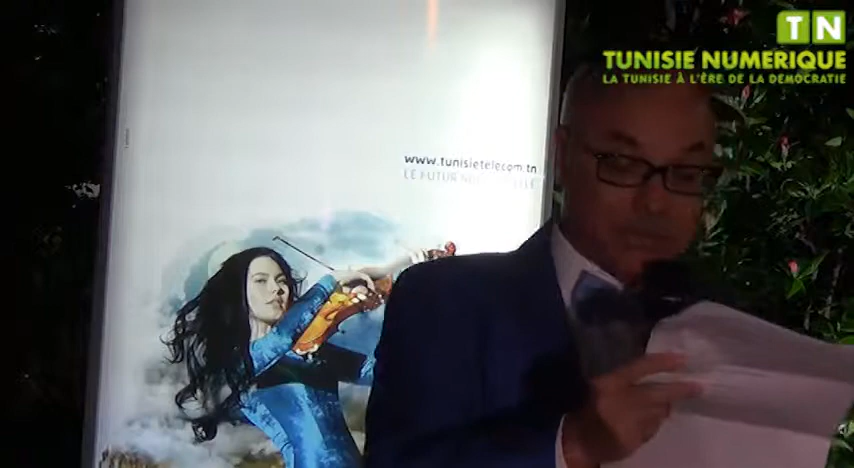 TN
TUNISIE NUMERIQUE
LA TUNISIE À L'ÈRE DE LA DÉMOCRATIE
www.tunisietelecom.tn
LE FUTUR